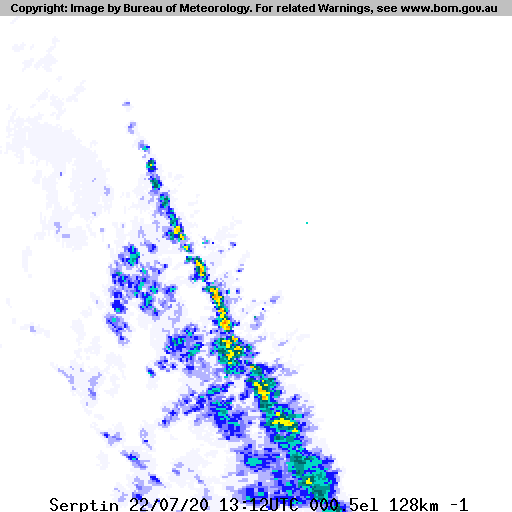 Copyright: Image by Bureau of Meteorology. For related Warnings, see www.bom.gov.au
Serptin 22/07/20 13:12UTC 000.5el 128km -1